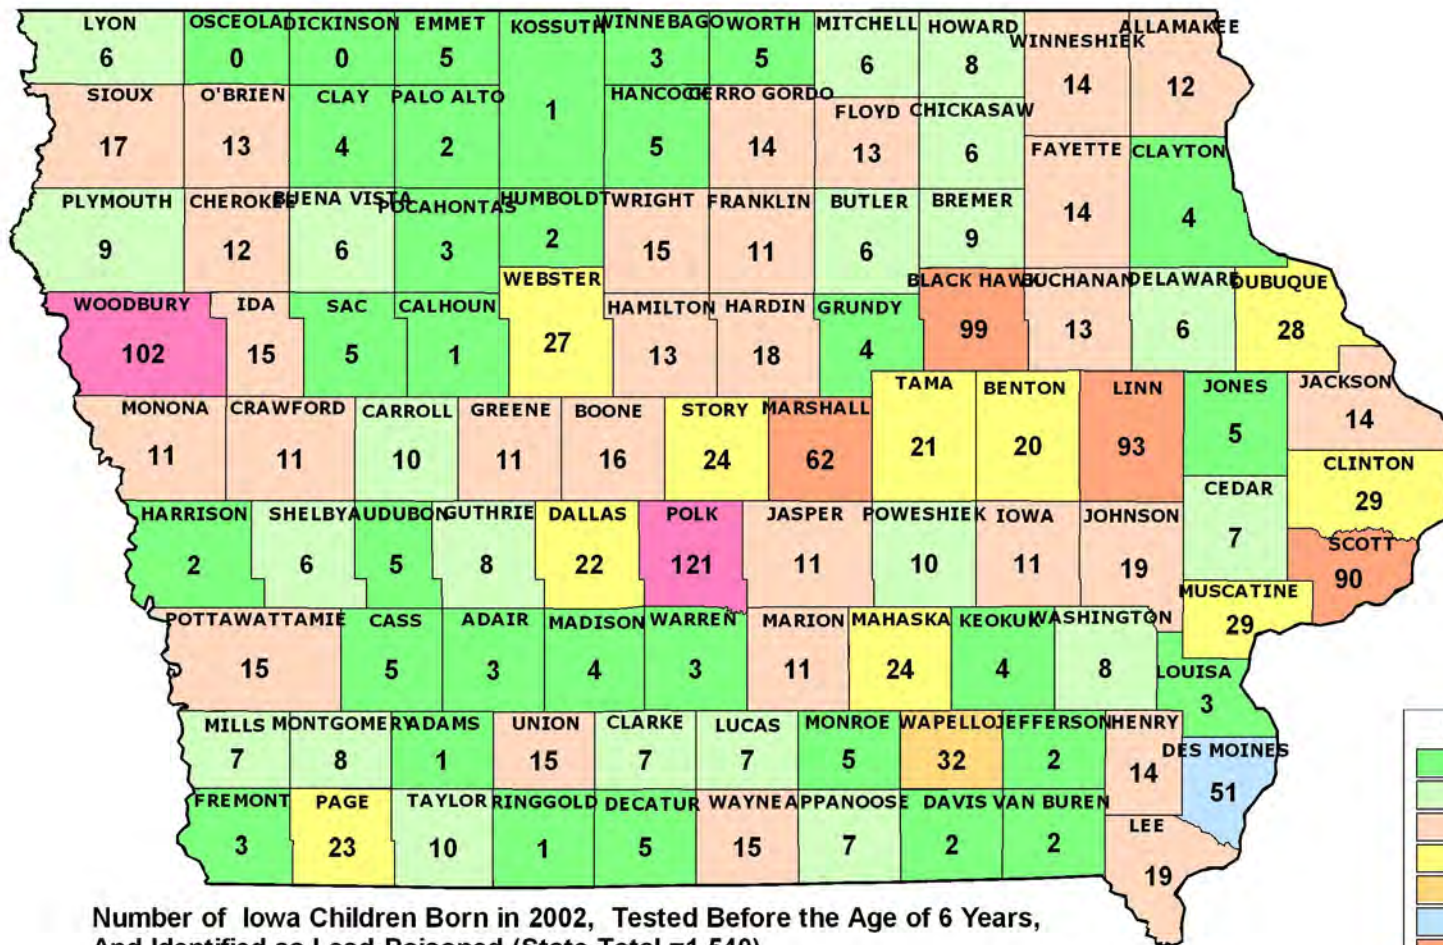 LYON OSCEOLA DICKINSON EMMET KOSSUTH WINNEBAGO WORTH MITCHELL HOWARD WINNESHIEK ALLAMAKEE
6 0 0 5 1 3 5 6 8 14 12
SIOUX O'BRIEN CLAY PALO ALTO HANCOCK CERRO GORDO FLOYD CHICKASAW FAYETTE CLAYTON
17 13 4 2 5 14 13 6 14 4
PLYMOUTH CHEROKEE BUENA VISTA POCAHONTAS HUMBOLDT WRIGHT FRANKLIN BUTLER BREMER
9 12 6 3 2 15 11 6 9
WEBSTER BLACK HAWK BUCHANAN DELAWARE DUBUQUE
27 99 13 6 28
WOODBURY IDA SAC CALHOUN HAMILTON HARDIN GRUNDY
102 15 5 1 13 18 4
TAMA BENTON LINN JONES JACKSON
21 20 93 5 14
MONONA CRAWFORD CARROLL GREENE BOONE STORY MARSHALL
11 11 10 11 16 24 62
CLINTON
29
CEDAR
7
HARRISON SHELBY AUDUBON GUTHRIE DALLAS POLK JASPER POWESHIEK IOWA JOHNSON
2 6 5 8 22 121 11 10 11 19
SCOTT
90
MUSCATINE
29
POTTAWATTAMIE CASS ADAIR MADISON WARREN MARION MAHASKA KEOKUK WASHINGTON
15 5 3 4 3 11 24 4 8
LOUISA
3
MILLS MONTGOMERY ADAMS UNION CLARKE LUCAS MONROE WAPELLO JEFFERSON HENRY
7 8 1 15 7 7 5 32 2 14
DES MOINES
51
FREMONT PAGE TAYLOR RINGGOLD DECATUR WAYNE APPANOOSE DAVIS VAN BUREN
3 23 10 1 5 15 7 2 2
LEE
19
Number of Iowa Children Born in 2002, Tested Before the Age of 6 Years,
And Identified as Lead-Poisoned (State Total =1,540)